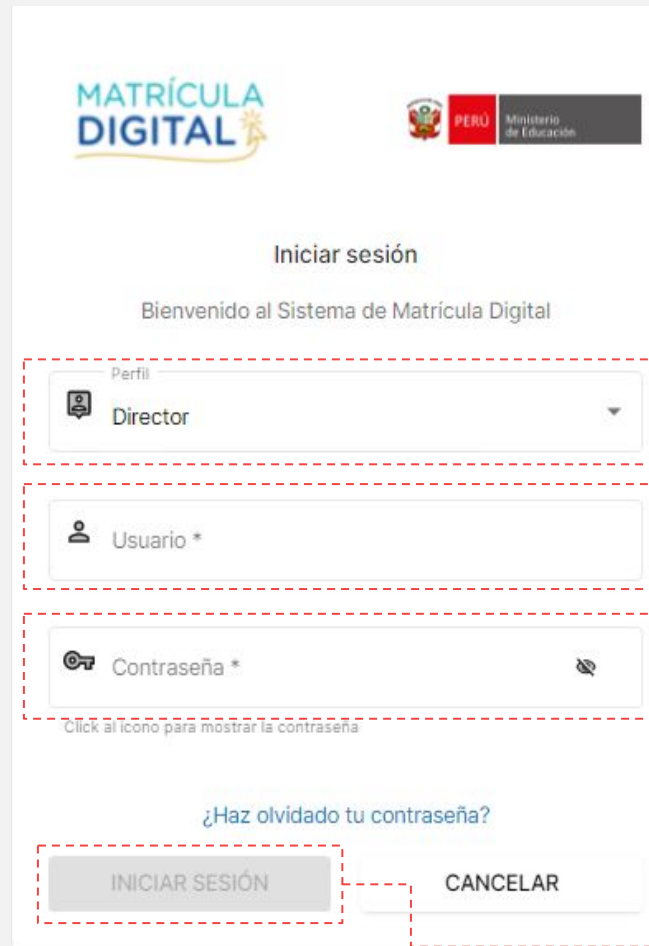 MATRÍCULA
DIGITAL
PERÚ
Ministerio
de Educación
Iniciar sesión
Bienvenido al Sistema de Matrícula Digital
Perfil
Director
Usuario *
Contraseña *
Click al icono para mostrar la contraseña
¿Haz olvidado tu contraseña?
INICIAR SESIÓN
CANCELAR